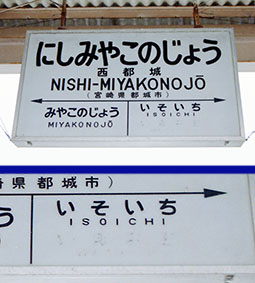 にしみやこのじょう
西都城
NISHI-MIYAKONOJŌ
(宮崎県都城市)
みやこのじょう いそいち
MIYAKONOJŌ ISOICHI
崎県都城市)
う いそいち
ISOICHI